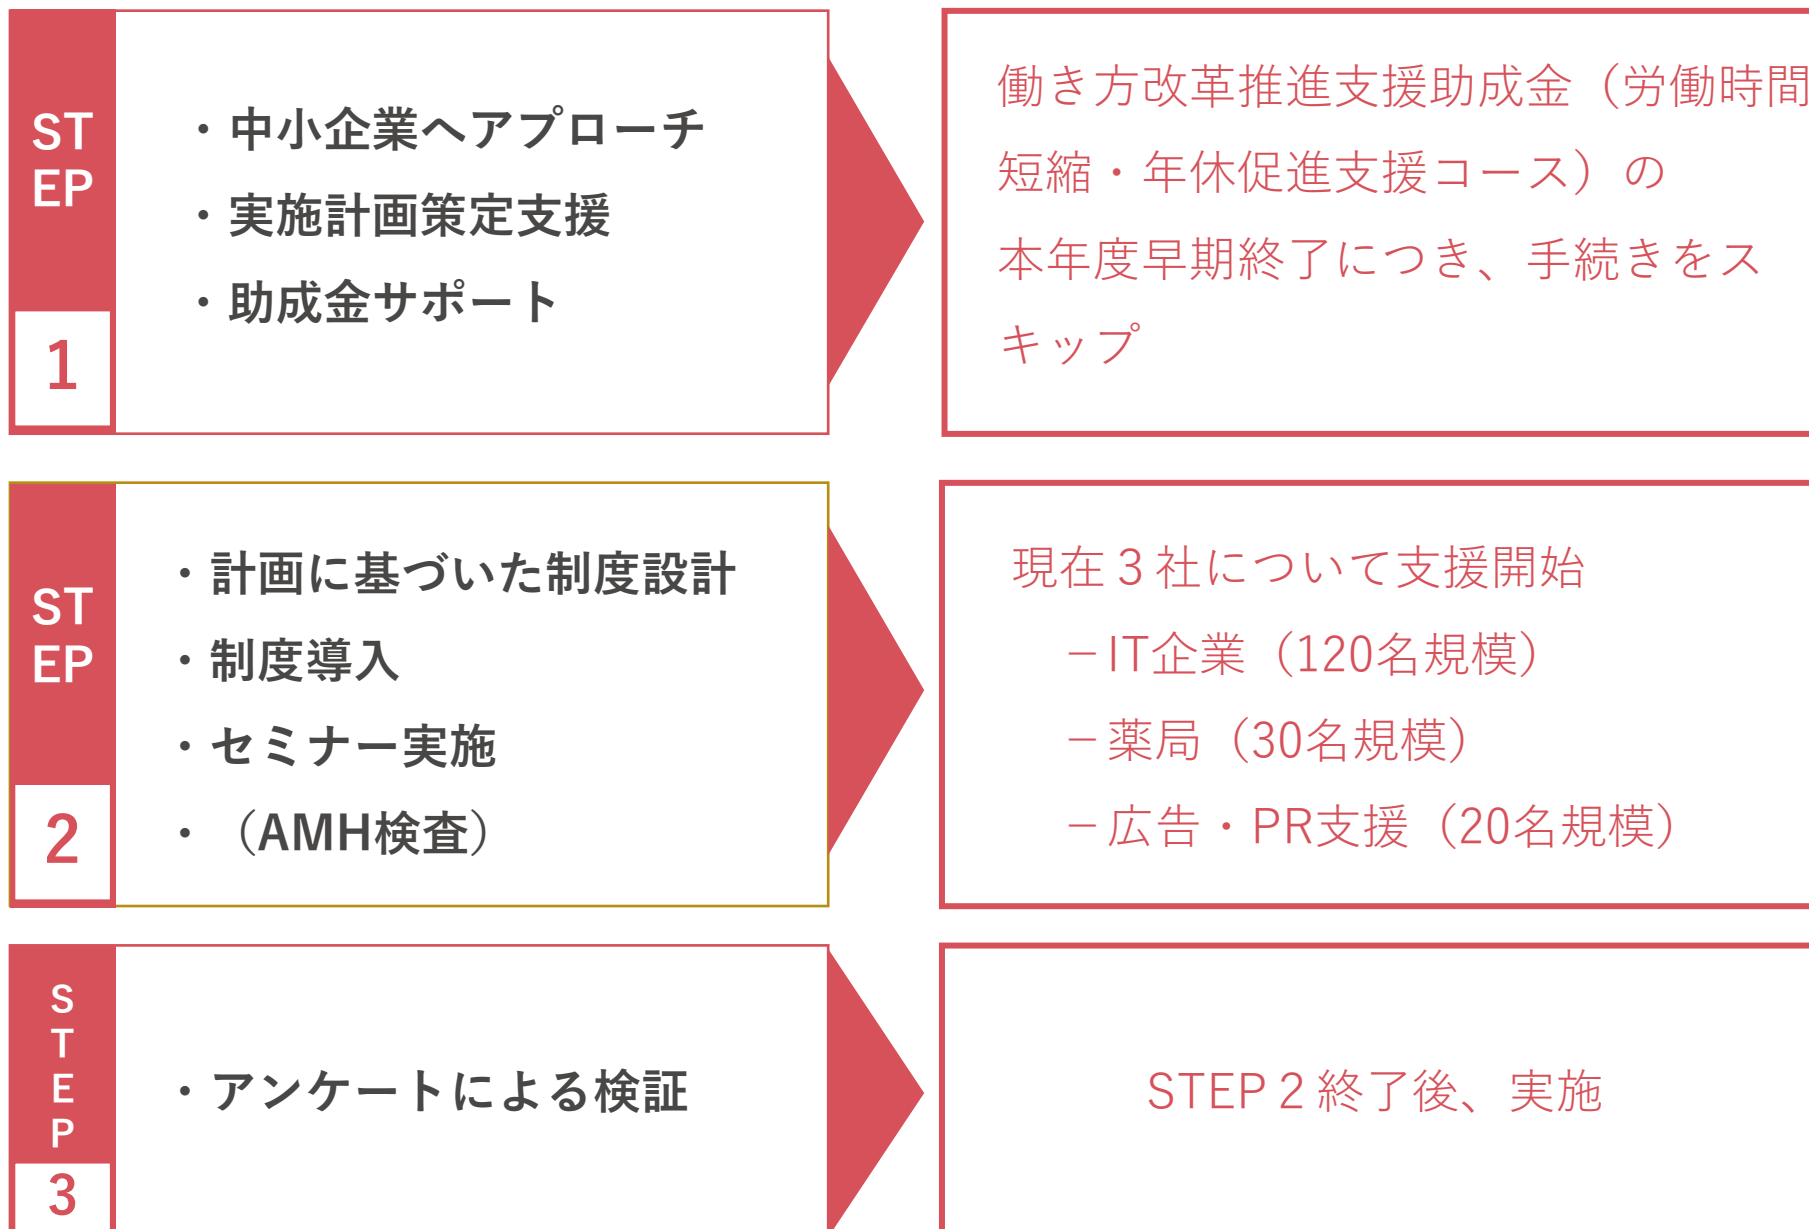 ST
EP
1
・中小企業へアプローチ
・実施計画策定支援
・助成金サポート
働き方改革推進支援助成金（労働時間
短縮・年休促進支援コース）の
本年度早期終了につき、手続きをス
キップ
ST
EP
2
・計画に基づいた制度設計
・制度導入
・セミナー実施
・（AMH検査）
現在３社について支援開始
－IT企業（120名規模）
－薬局（30名規模）
－広告・PR支援（20名規模）
S
T
E
P
3
・アンケートによる検証
STEP２終了後、実施